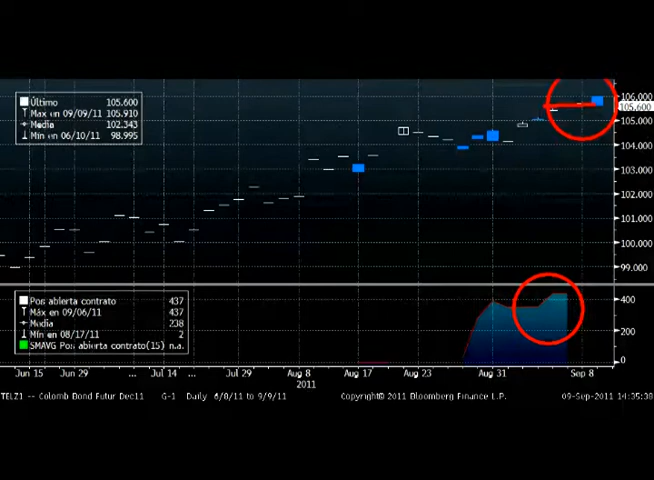 Último 105.600
Max en 09/09/11 105.910
Media 102.343
Mín en 06/10/11 98.995
106.000
105.600
105.000
104.000
103.000
102.000
101.000
100.000
99.000
Pos abierta contrato 437
Máx en 09/06/11 437
Media 238
Mín en 08/17/11 2
SMAVG Pos abierta contrato(15) n.a.
400
200
0
Jun 15 Jun 29 ... Jul 14 ... Jul 29 Aug 8 Aug 17 Aug 23 Aug 31 Sep 8
2011
TELZ1 -- Colomb Bond Futur Dec11 G-1 Daily 6/8/11 to 9/9/11 Copyright© 2011 Bloomberg Finance L.P. 09-Sep-2011 14:35:38